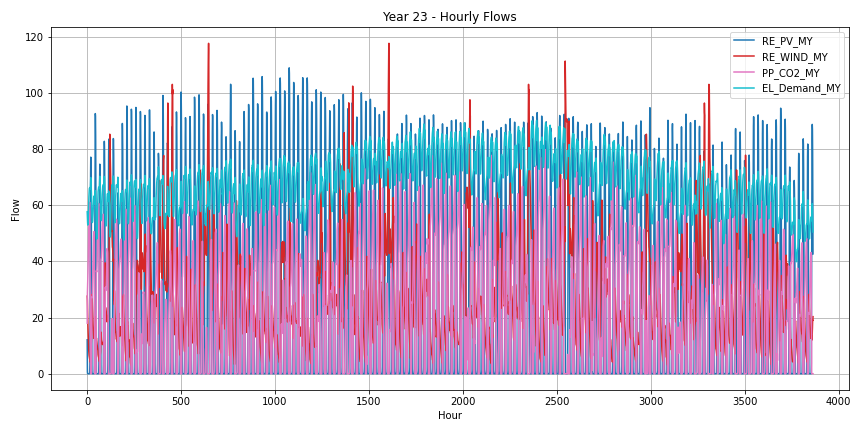 Year 23 - Hourly Flows
RE_PV_MY
RE_WIND_MY
PP_CO2_MY
EL_Demand_MY
120
100
80
60
40
20
0
Flow
0 500 1000 1500 2000 2500 3000 3500 4000
Hour